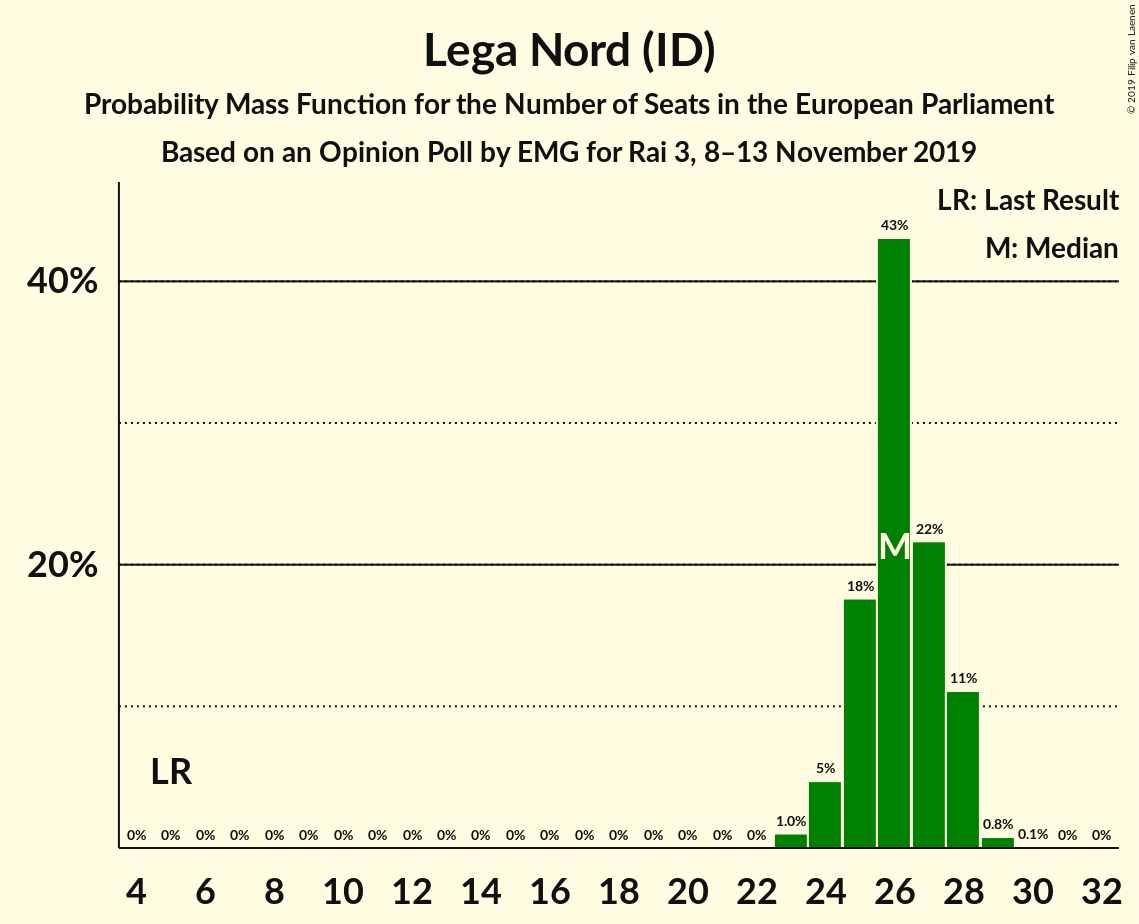 Lega Nord (ID)
Probability Mass Function for the Number of Seats in the European Parliament
Based on an Opinion Poll by EMG for Rai 3, 8–13 November 2019
© 2019 Filip van Laenen
LR: Last Result
M: Median
43%
40%
M
22%
20%
18%
11%
LR
5%
0% 0% 0% 0% 0% 0% 0% 0% 0% 0% 0% 0% 0% 0% 0% 0% 0% 0% 0% 1.0% 0.8% 0.1% 0% 0%
4 6 8 10 12 14 16 18 20 22 24 26 28 30 32